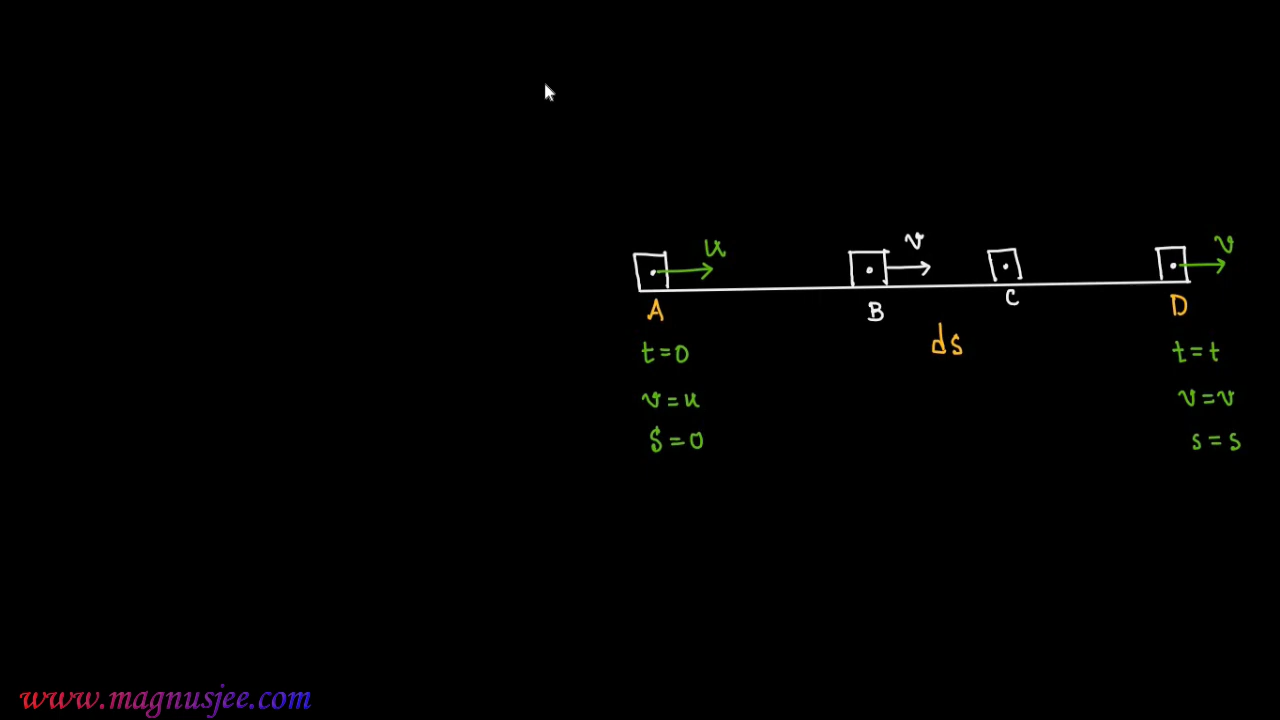 u v v
A B C D
ds
t=0 t=t
v=u v=v
S=0 s=s
www.magnusjee.com